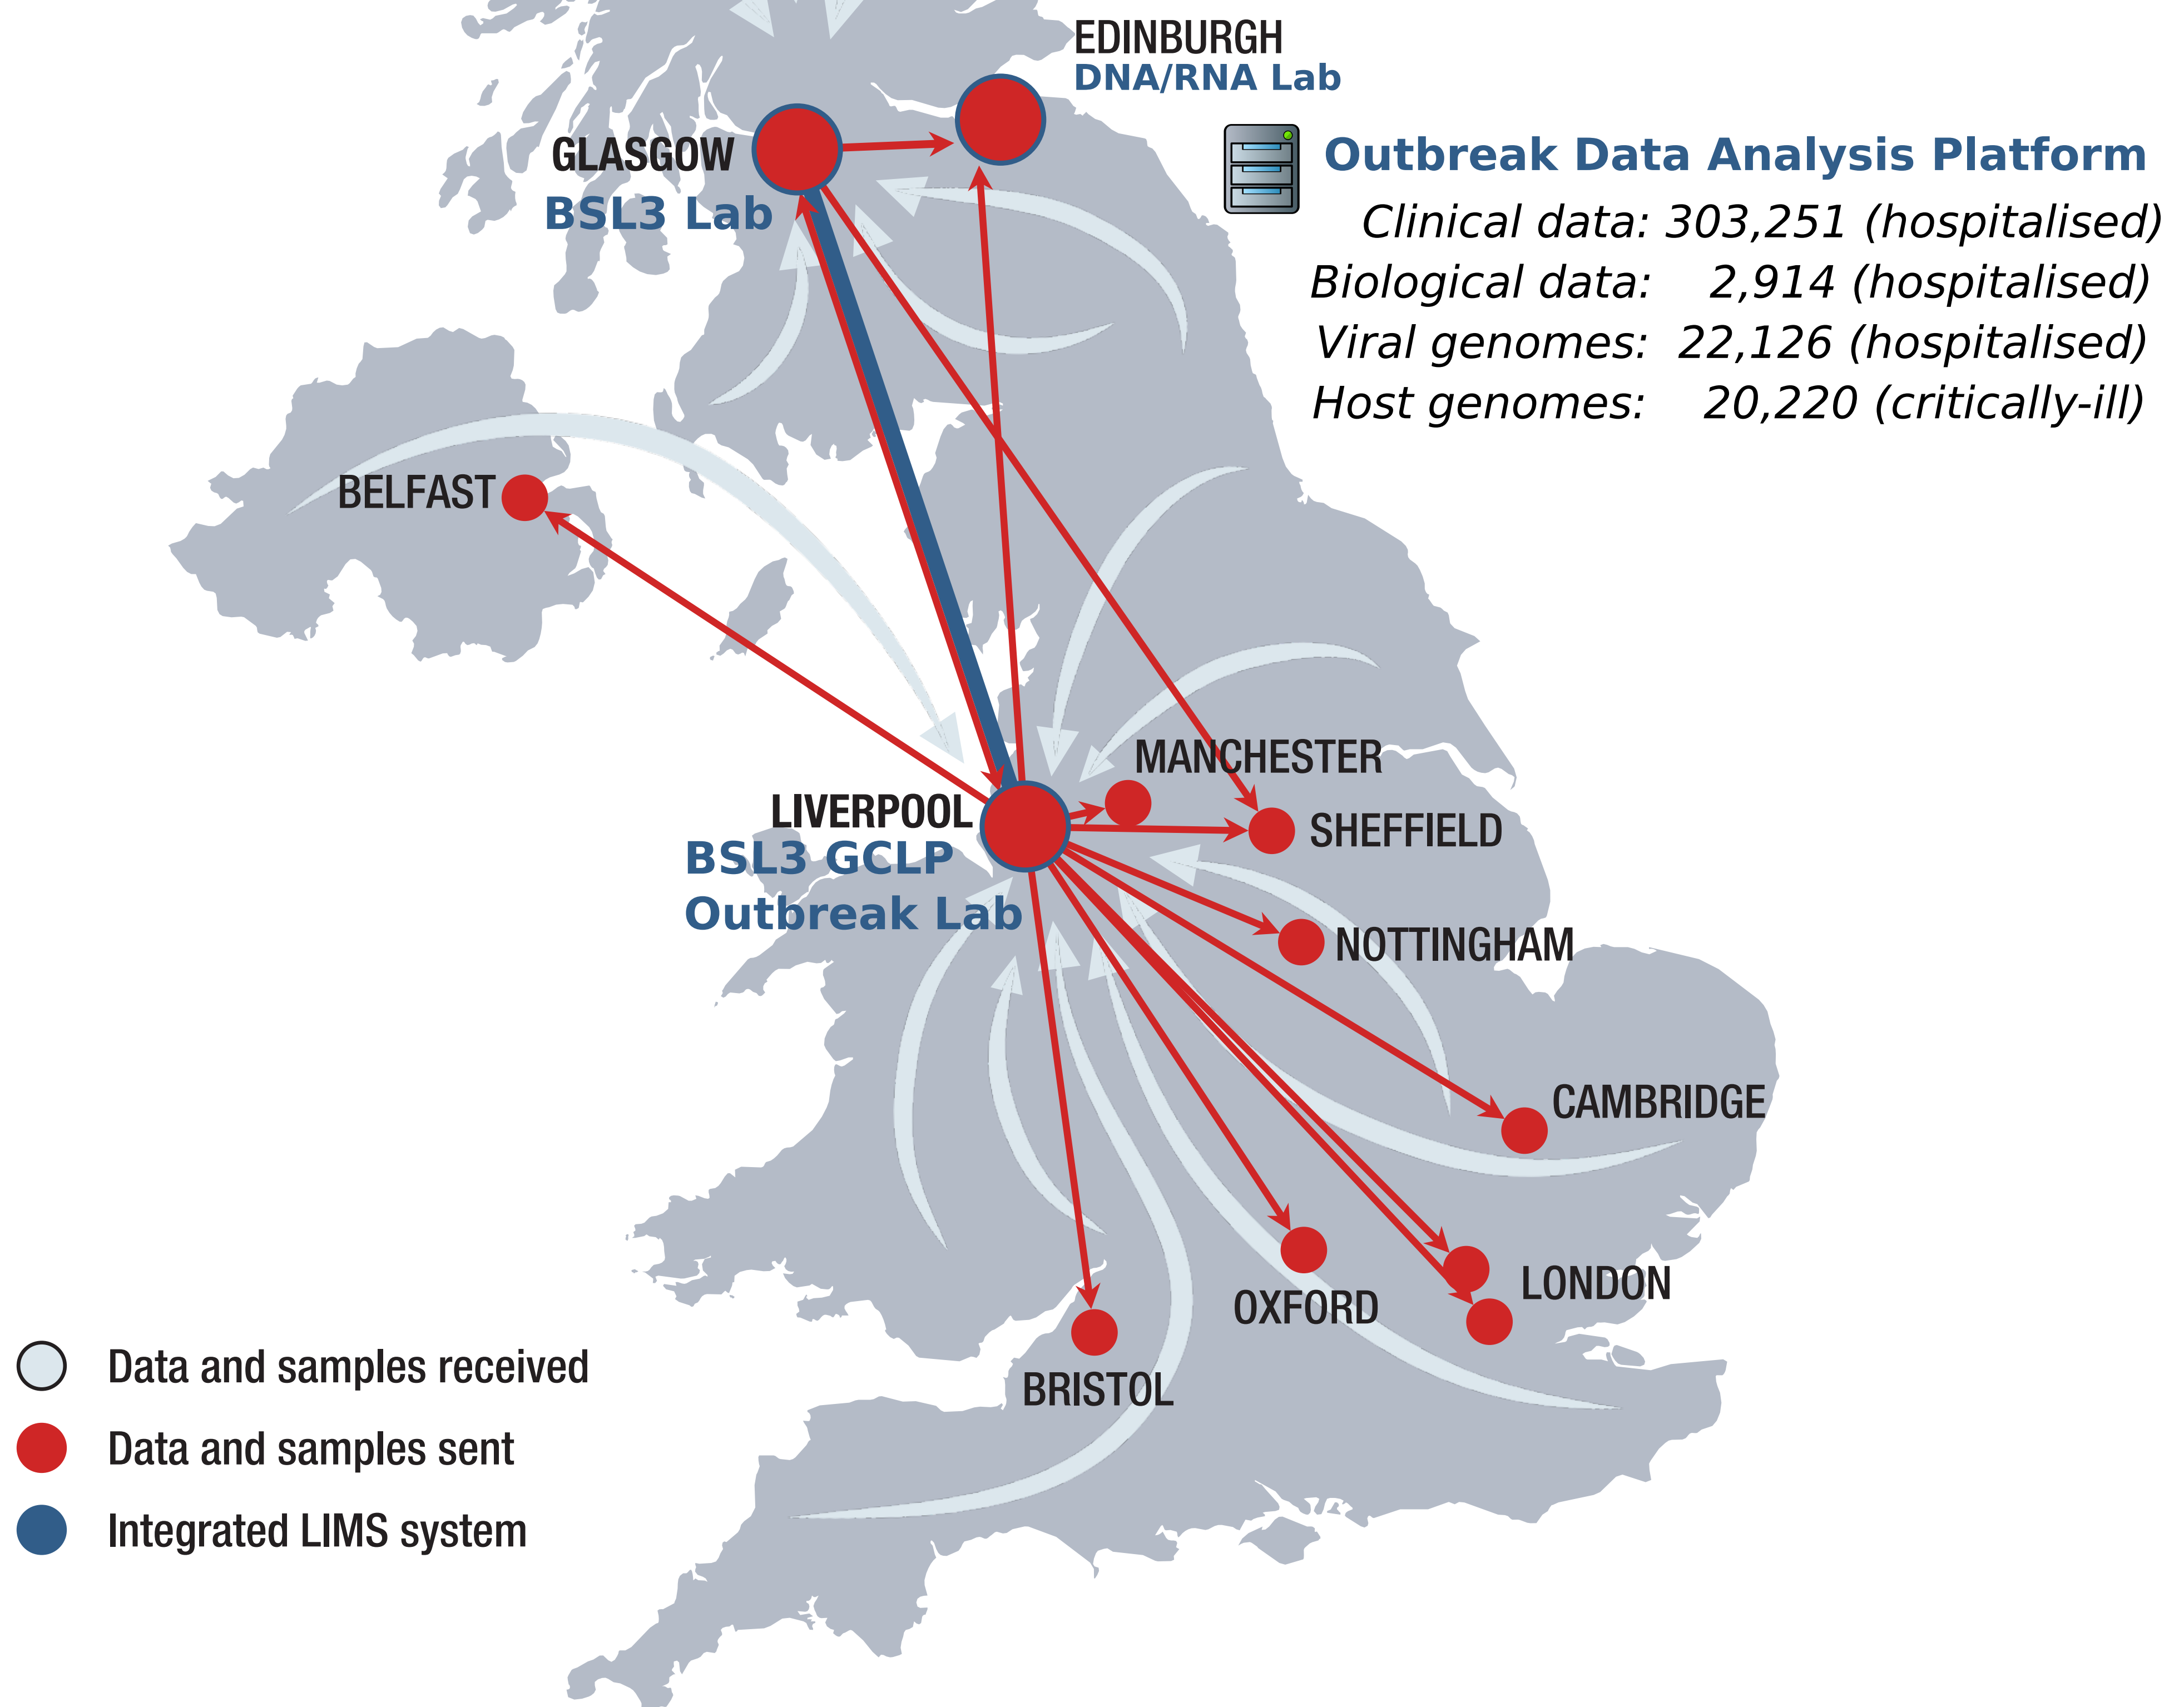 EDINBURGH
DNA/RNA Lab
GLASGOW
BSL3 Lab
Outbreak Data Analysis Platform
Clinical data: 303,251 (hospitalised)
Biological data: 2,914 (hospitalised)
Viral genomes: 22,126 (hospitalised)
Host genomes: 20,220 (critically-ill)
BELFAST
MANCHESTER
LIVERPOOL
BSL3 GCLP
Outbreak Lab
SHEFFIELD
NOTTINGHAM
CAMBRIDGE
LONDON
OXFORD
BRISTOL
Data and samples received
Data and samples sent
Integrated LIMS system